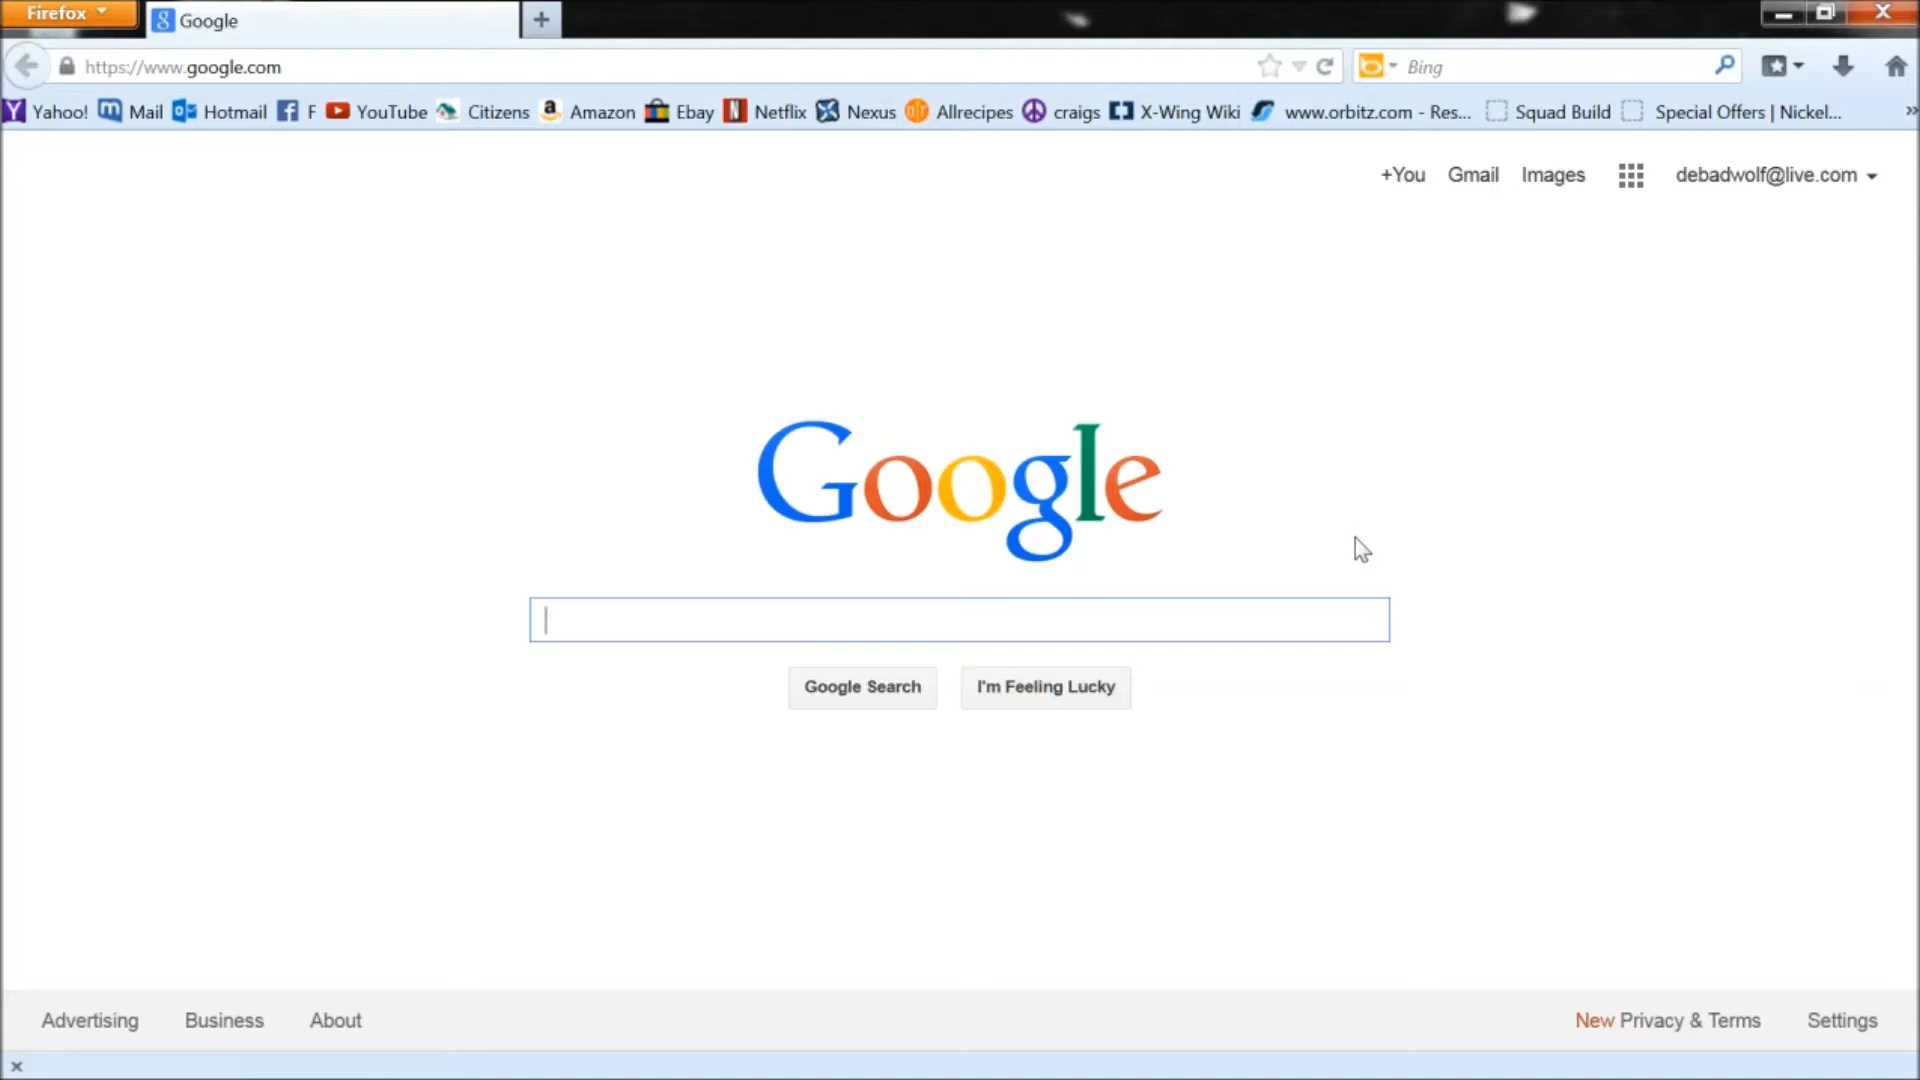 Firefox
Google
https://www.google.com
Bing
Yahoo! Mail Hotmail F YouTube Citizens Amazon Ebay Netflix Nexus Allrecipes craigs X-Wing Wiki www.orbitz.com - Res... Squad Build Special Offers | Nickel...
+You Gmail Images debadwolf@live.com
Google
Google Search I'm Feeling Lucky
Advertising Business About New Privacy & Terms Settings